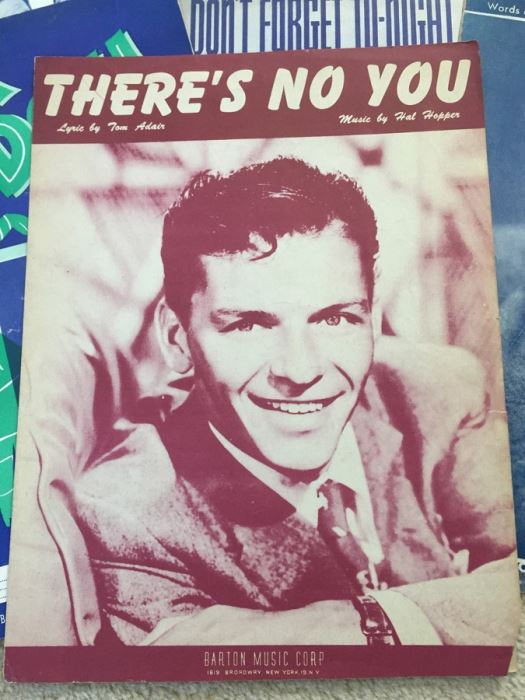 DON'T FORGET TO-NIGHT
Words
THERE'S NO YOU
Lyric by Tom Adair
Music by Hal Hopper
BARTON MUSIC CORP
1619 BROADWAY, NEW YORK, 19 N Y